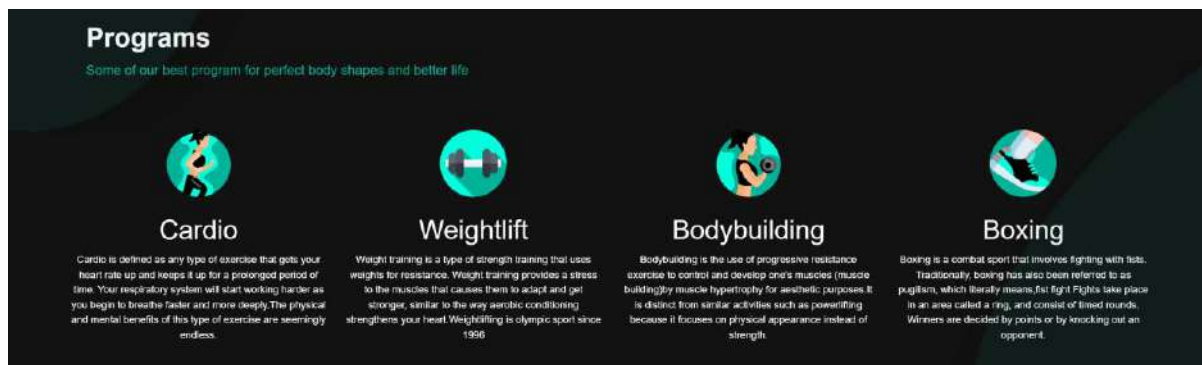 Programs
Some of our best program for perfect body shapes and better life
Cardio
Cardio is defined as any type of exercise that gets your
heart rate up and keeps it up for a prolonged period of
time. Your respiratory system will start working harder as
you begin to breathe faster and more deeply.The physical
and mental benefits of this type of exercise are seemingly
endless.
Weightlift
Weight training is a type of strength training that uses
weights for resistance. Weight training provides a stress
to the muscles that causes them to adapt and get
stronger, similar to the way aerobic conditioning
strengthens your heart.Weightlifting is olympic sport since
1996
Bodybuilding
Bodybuilding is the use of progressive resistance
exercise to control and develop one's muscles (muscle
building)by muscle hypertrophy for aesthetic purposes.It
is distinct from similar activities such as powerlifting
because it focuses on physical appearance instead of
strength.
Boxing
Boxing is a combat sport that involves fighting with fists.
Traditionally, boxing has also been referred to as
pugilism, which literally means,fist fight Fights take place
in an area called a ring, and consist of timed rounds.
Winners are decided by points or by knocking out an
opponent.